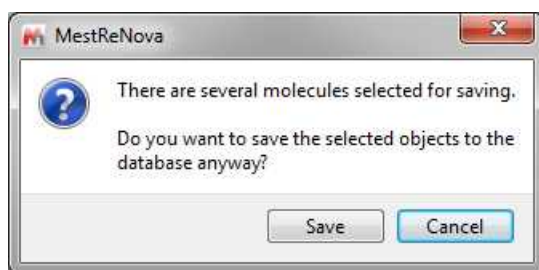 MestReNova
There are several molecules selected for saving.
Do you want to save the selected objects to the
database anyway?
Save
Cancel